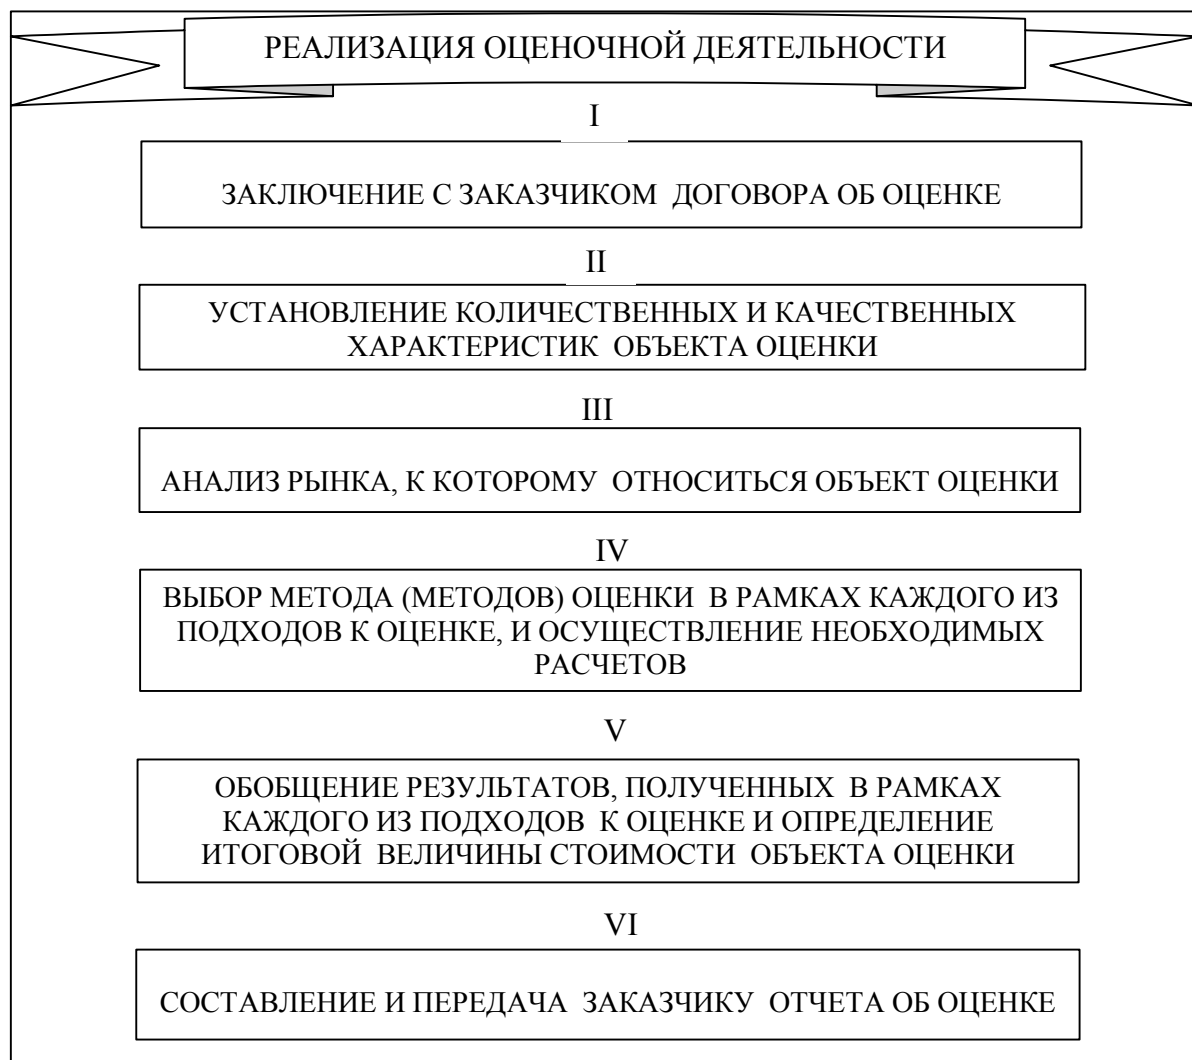 РЕАЛИЗАЦИЯ ОЦЕНОЧНОЙ ДЕЯТЕЛЬНОСТИ
I
ЗАКЛЮЧЕНИЕ С ЗАКАЗЧИКОМ ДОГОВОРА ОБ ОЦЕНКЕ
II
УСТАНОВЛЕНИЕ КОЛИЧЕСТВЕННЫХ И КАЧЕСТВЕННЫХ
ХАРАКТЕРИСТИК ОБЪЕКТА ОЦЕНКИ
III
АНАЛИЗ РЫНКА, К КОТОРОМУ ОТНОСИТЬСЯ ОБЪЕКТ ОЦЕНКИ
IV
ВЫБОР МЕТОДА (МЕТОДОВ) ОЦЕНКИ В РАМКАХ КАЖДОГО ИЗ
ПОДХОДОВ К ОЦЕНКЕ, И ОСУЩЕСТВЛЕНИЕ НЕОБХОДИМЫХ
РАСЧЕТОВ
V
ОБОБЩЕНИЕ РЕЗУЛЬТАТОВ, ПОЛУЧЕННЫХ В РАМКАХ
КАЖДОГО ИЗ ПОДХОДОВ К ОЦЕНКЕ И ОПРЕДЕЛЕНИЕ
ИТОГОВОЙ ВЕЛИЧИНЫ СТОИМОСТИ ОБЪЕКТА ОЦЕНКИ
VI
СОСТАВЛЕНИЕ И ПЕРЕДАЧА ЗАКАЗЧИКУ ОТЧЕТА ОБ ОЦЕНКЕ